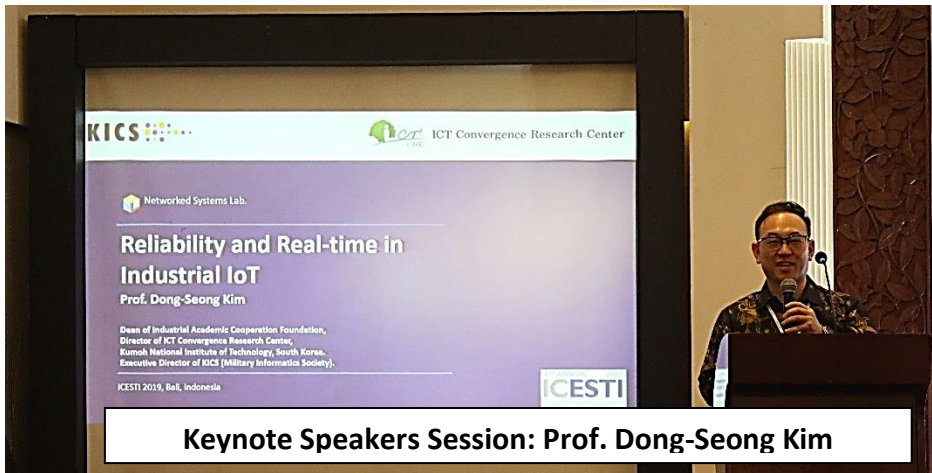 KICS
ICT
CRC
ICT Convergence Research Center
Networked Systems Lab.
Reliability and Real-time in
Industrial IoT
Prof. Dong-Seong Kim
Dean of Industrial Academic Cooperation Foundation,
Director of ICT Convergence Research Center,
Kumoh National Institute of Technology, South Korea.
Executive Director of KICS (Military Informatics Society).
ICESTI 2019, Bali, Indonesia
ICESTI
Keynote Speakers Session: Prof. Dong-Seong Kim